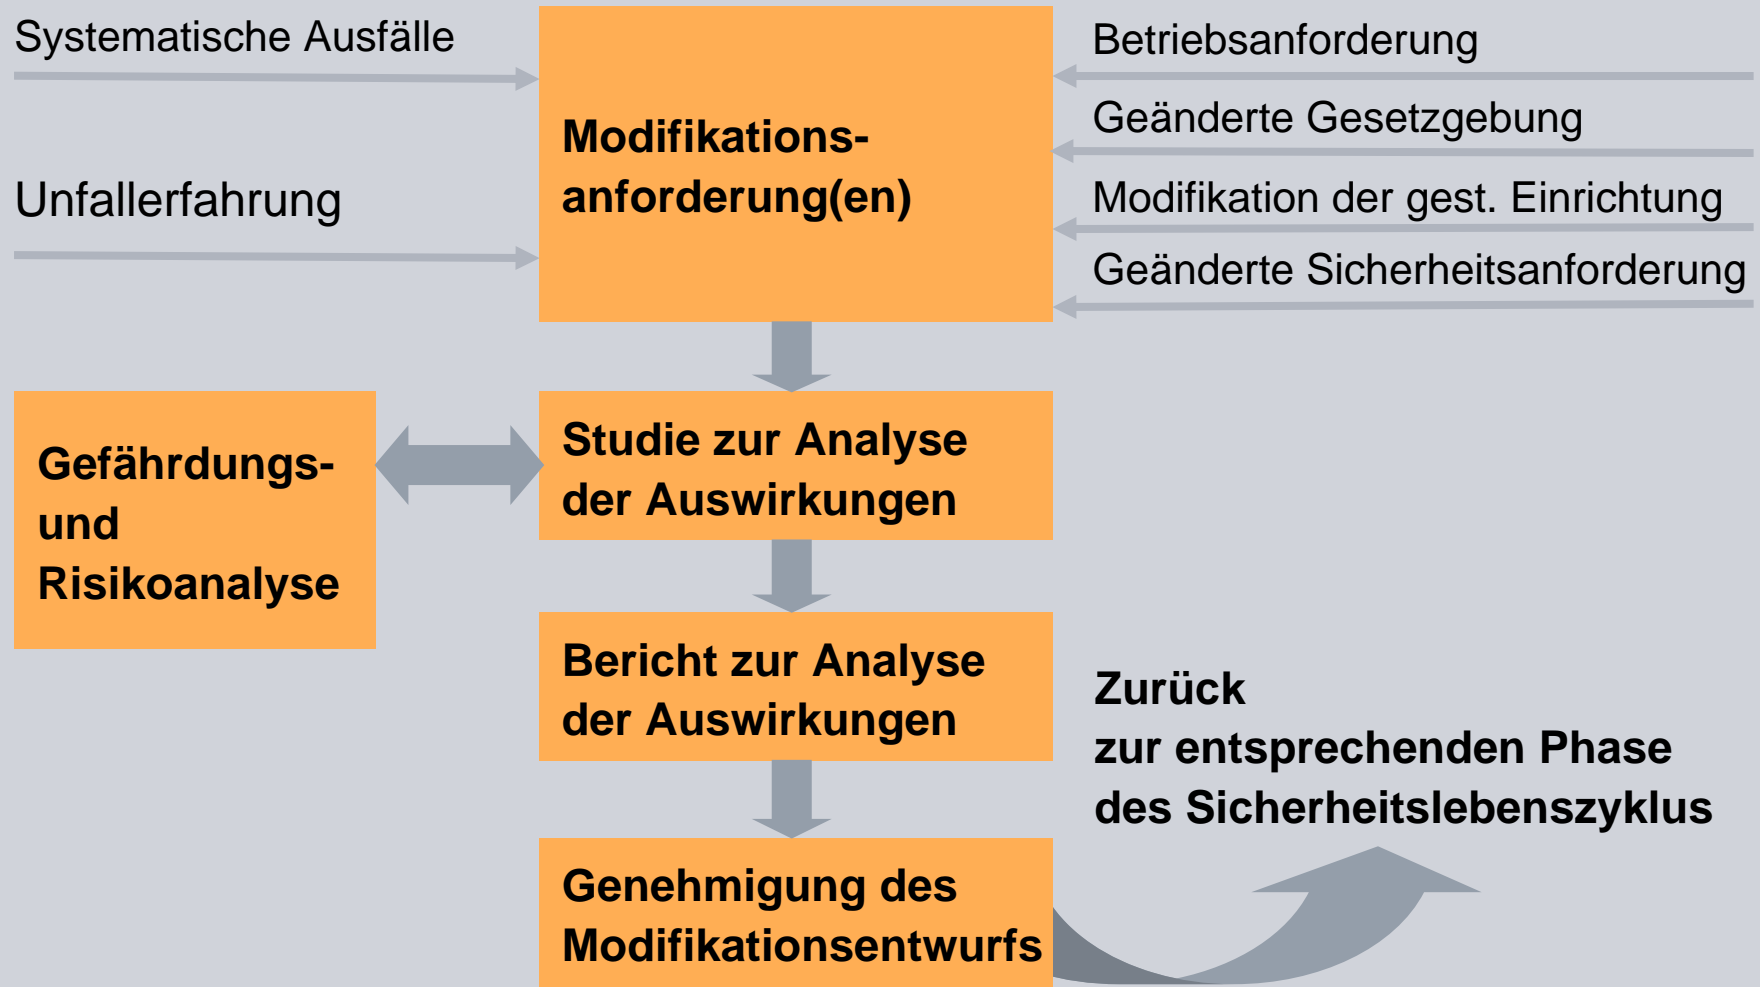 Systematische Ausfälle
Unfallerfahrung
Modifikations-
anforderung(en)
Betriebsanforderung
Geänderte Gesetzgebung
Modifikation der gest. Einrichtung
Geänderte Sicherheitsanforderung
Gefährdungs-
und
Risikoanalyse
Studie zur Analyse
der Auswirkungen
Bericht zur Analyse
der Auswirkungen
Genehmigung des
Modifikationsentwurfs
Zurück
zur entsprechenden Phase
des Sicherheitslebenszyklus